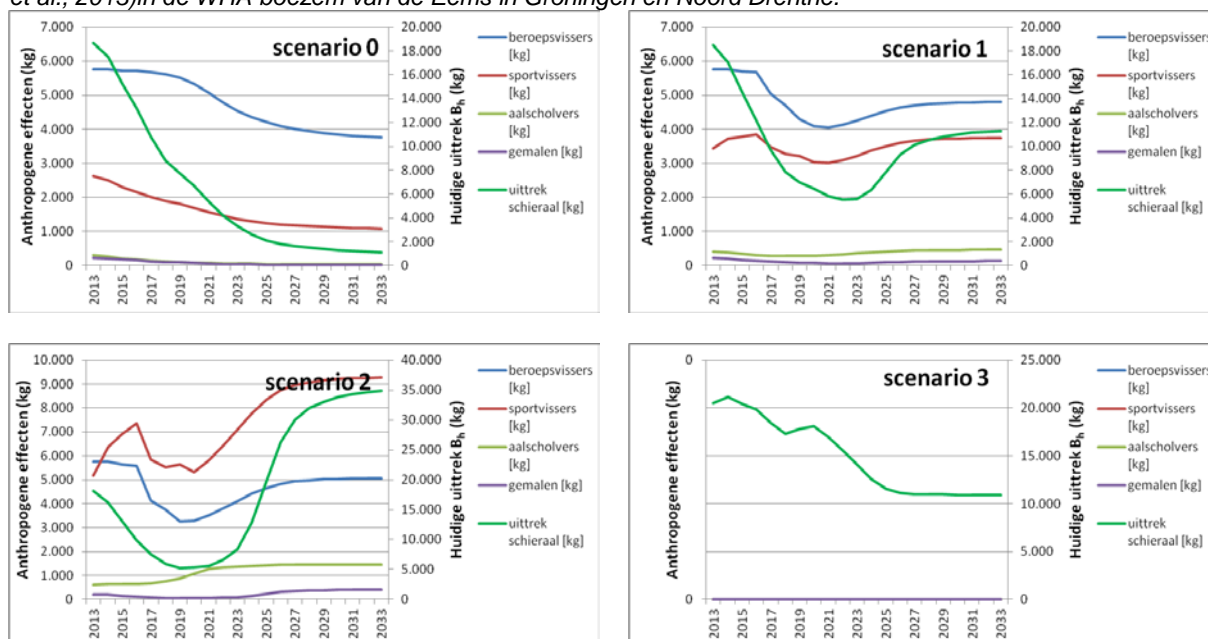 et al., 2013)in de WHA-boezem van de Eems in Groningen en Noord Drenthe.
scenario 0
Anthropogene effecten (kg)
7.000
6.000
5.000
4.000
3.000
2.000
1.000
0
20.000
18.000
16.000
14.000
12.000
10.000
8.000
6.000
4.000
2.000
0
Huidige uittrek Bh (kg)
2013
2015
2017
2019
2021
2023
2025
2027
2029
2031
2033
beroepsvissers
[kg]
sportvissers
[kg]
aalscholvers
[kg]
gemalen [kg]
uittrek
schieraal [kg]
scenario 1
Anthropogene effecten (kg)
7.000
6.000
5.000
4.000
3.000
2.000
1.000
0
20.000
18.000
16.000
14.000
12.000
10.000
8.000
6.000
4.000
2.000
0
Huidige uittrek Bh (kg)
2013
2015
2017
2019
2021
2023
2025
2027
2029
2031
2033
beroepsvissers
[kg]
sportvissers
[kg]
aalscholvers
[kg]
gemalen [kg]
uittrek
schieraal [kg]
scenario 2
Anthropogene effecten (kg)
10.000
9.000
8.000
7.000
6.000
5.000
4.000
3.000
2.000
1.000
0
40.000
35.000
30.000
25.000
20.000
15.000
10.000
5.000
0
Huidige uittrek Bh (kg)
2013
2015
2017
2019
2021
2023
2025
2027
2029
2031
2033
beroepsvissers
[kg]
sportvissers
[kg]
aalscholvers
[kg]
gemalen [kg]
uittrek
schieraal [kg]
scenario 3
Anthropogene effecten (kg)
0
0
25.000
20.000
15.000
10.000
5.000
0
Huidige uittrek Bh (kg)
2013
2015
2017
2019
2021
2023
2025
2027
2029
2031
2033
beroepsvissers
[kg]
sportvissers
[kg]
aalscholvers
[kg]
gemalen [kg]
uittrek
schieraal [kg]